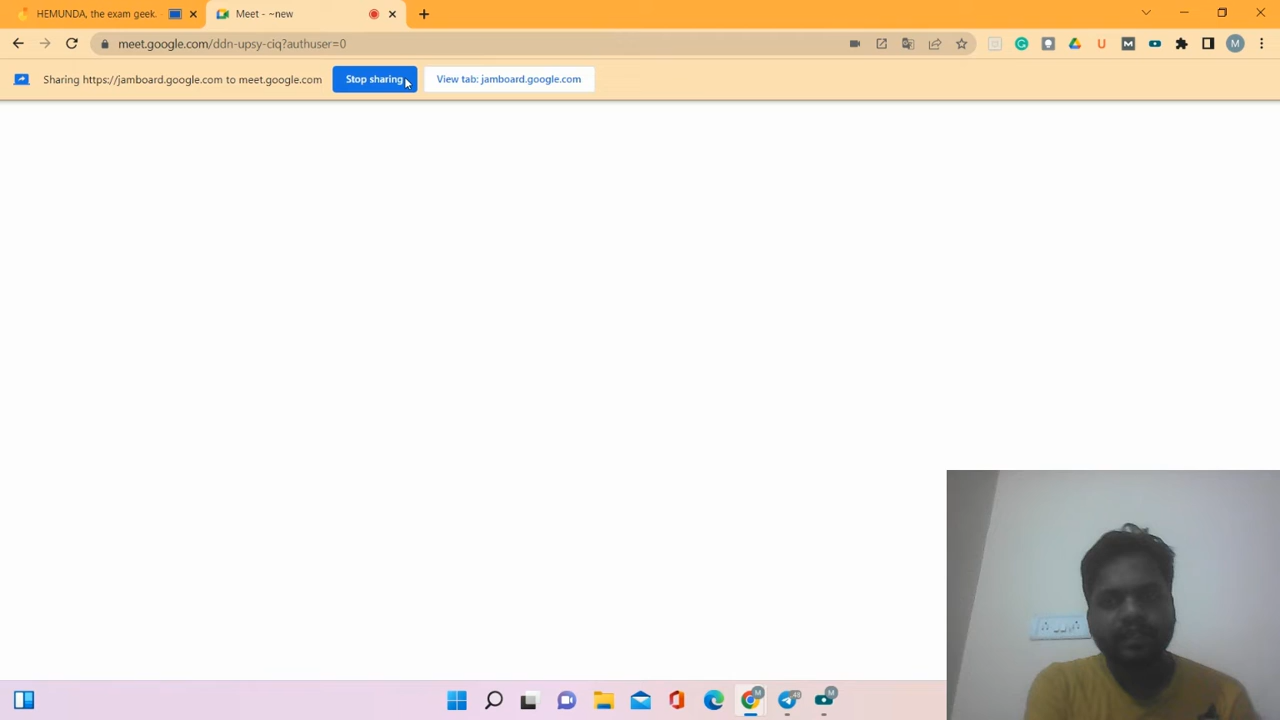 HEMUNDA, the exam geek.
Meet - ~new
meet.google.com/ddn-upsy-ciq?authuser=0
M
Sharing https://jamboard.google.com to meet.google.com
Stop sharing
View tab: jamboard.google.com